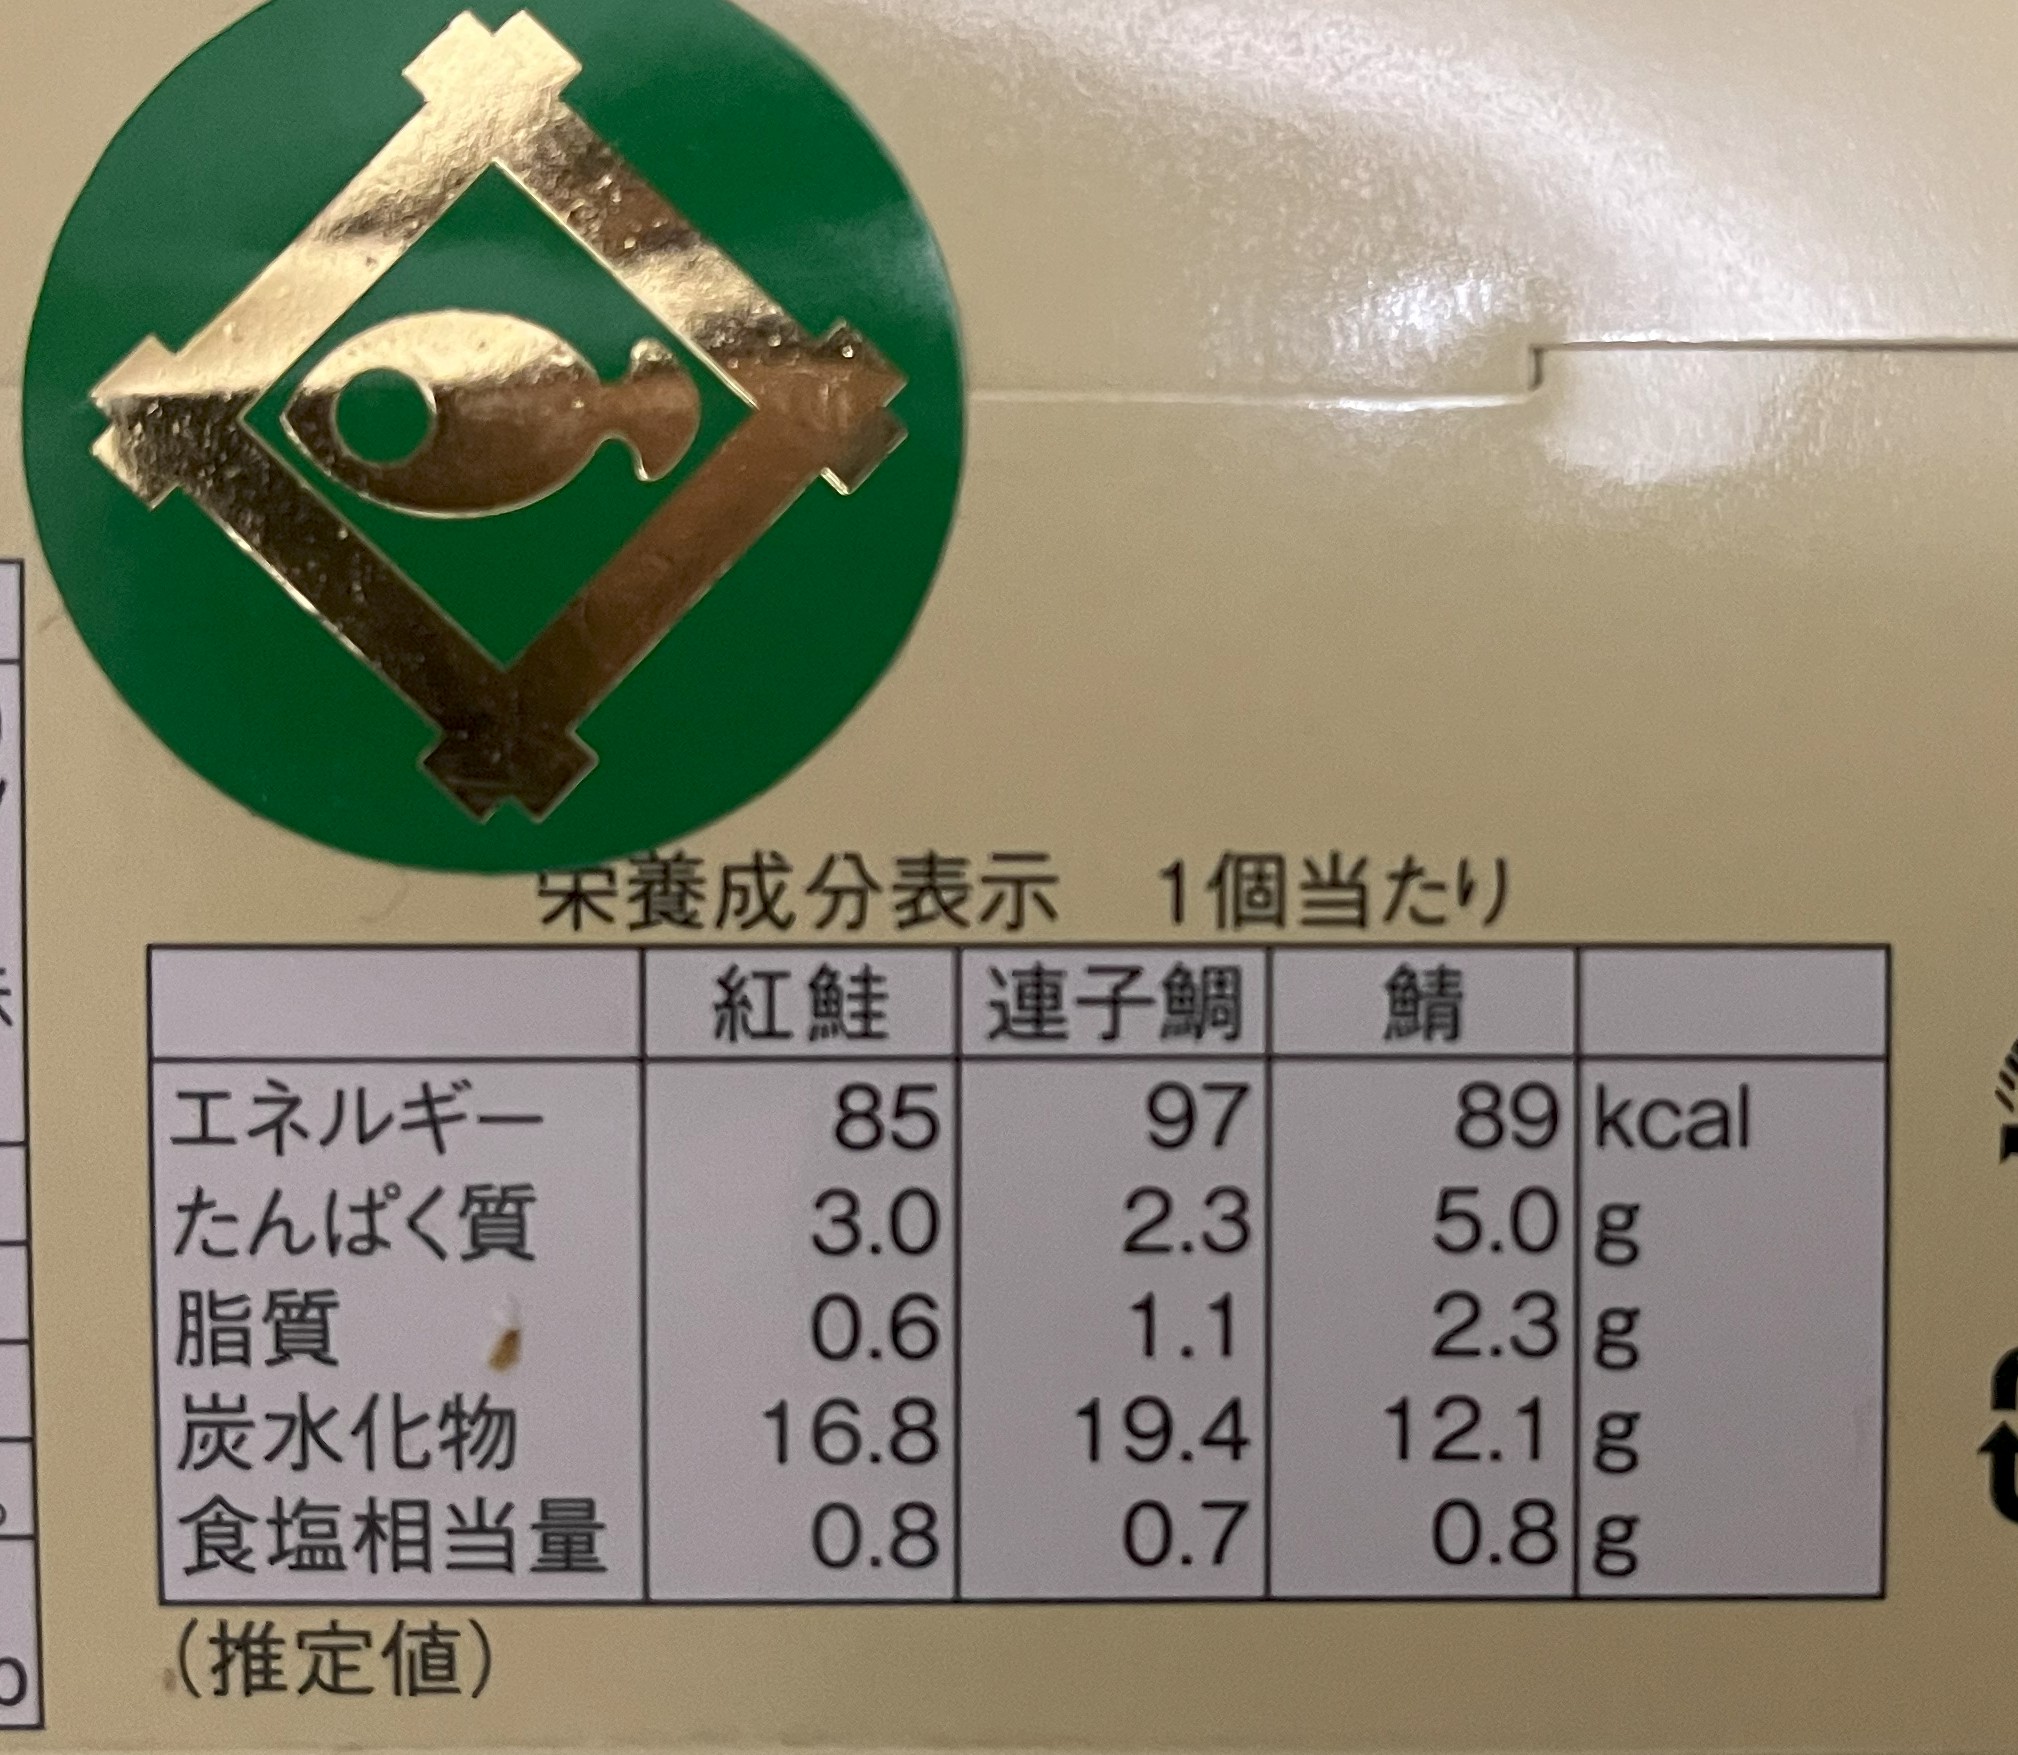 栄養成分表示 1個当たり
紅鮭 連子鯛 鯖
エネルギー 85 97 89 kcal
たんぱく質 3.0 2.3 5.0 g
脂質 0.6 1.1 2.3 g
炭水化物 16.8 19.4 12.1 g
食塩相当量 0.8 0.7 0.8 g
(推定値)